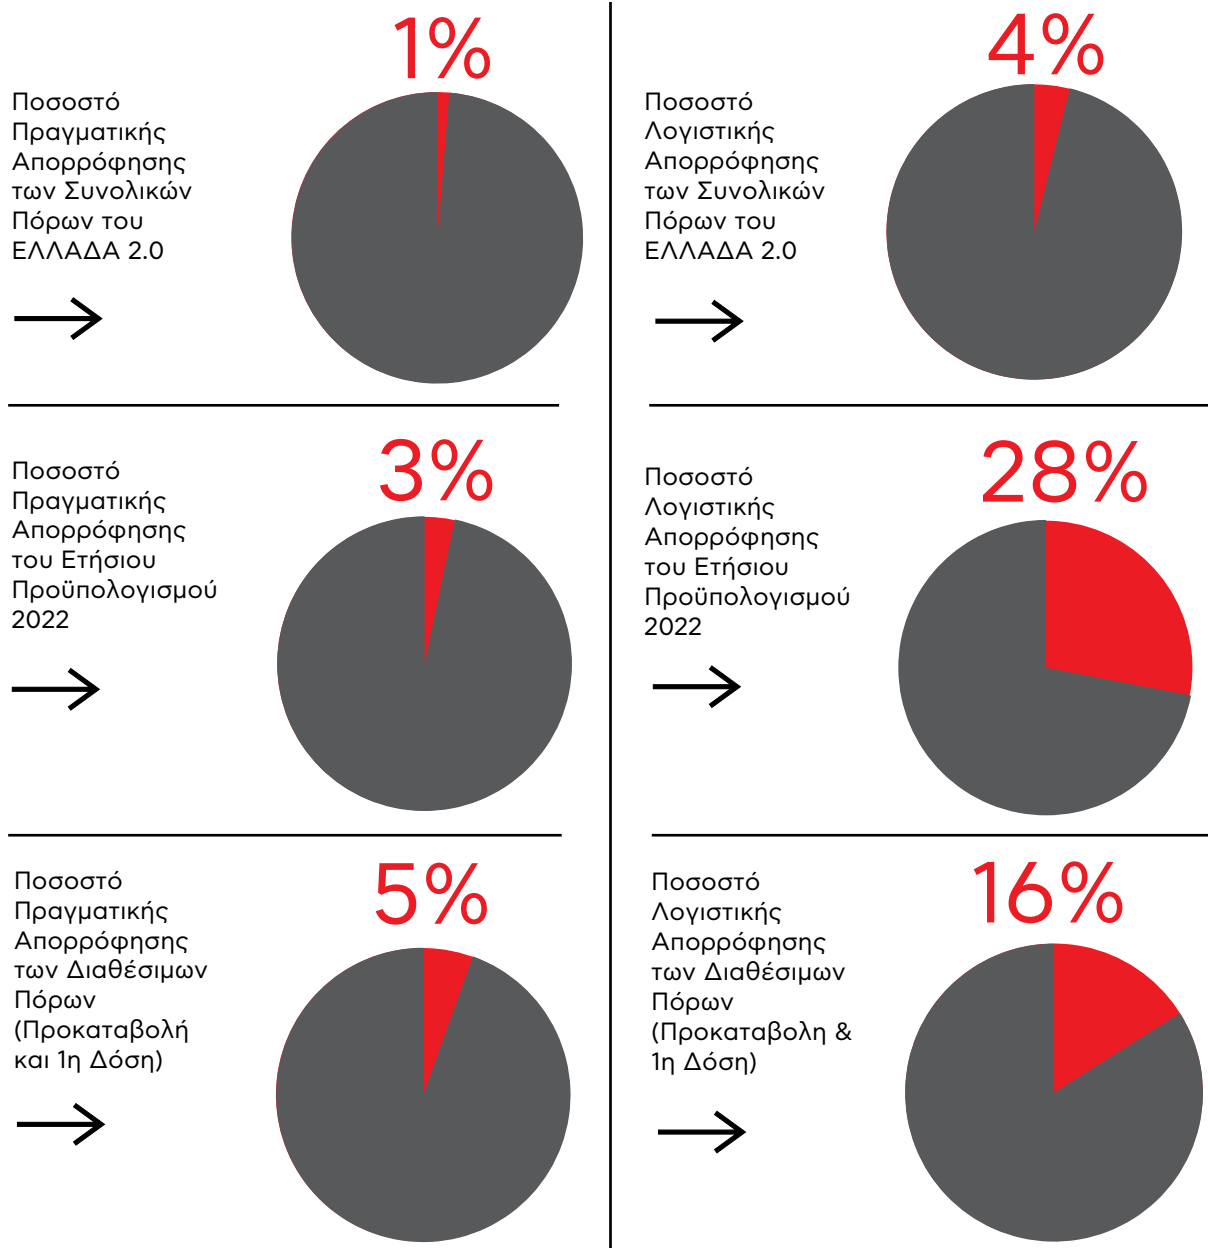 1%
Ποσοστό
Πραγματικής
Απορρόφησης
των Συνολικών
Πόρων του
ΕΛΛΑΔΑ 2.0
4%
Ποσοστό
Λογιστικής
Απορρόφησης
των Συνολικών
Πόρων του
ΕΛΛΑΔΑ 2.0
3%
Ποσοστό
Πραγματικής
Απορρόφησης
του Ετήσιου
Προϋπολογισμού
2022
28%
Ποσοστό
Λογιστικής
Απορρόφησης
του Ετήσιου
Προϋπολογισμού
2022
5%
Ποσοστό
Πραγματικής
Απορρόφησης
των Διαθέσιμων
Πόρων
(Προκαταβολή
και 1η Δόση)
16%
Ποσοστό
Λογιστικής
Απορρόφησης
των Διαθέσιμων
Πόρων
(Προκαταβολη &
1η Δόση)